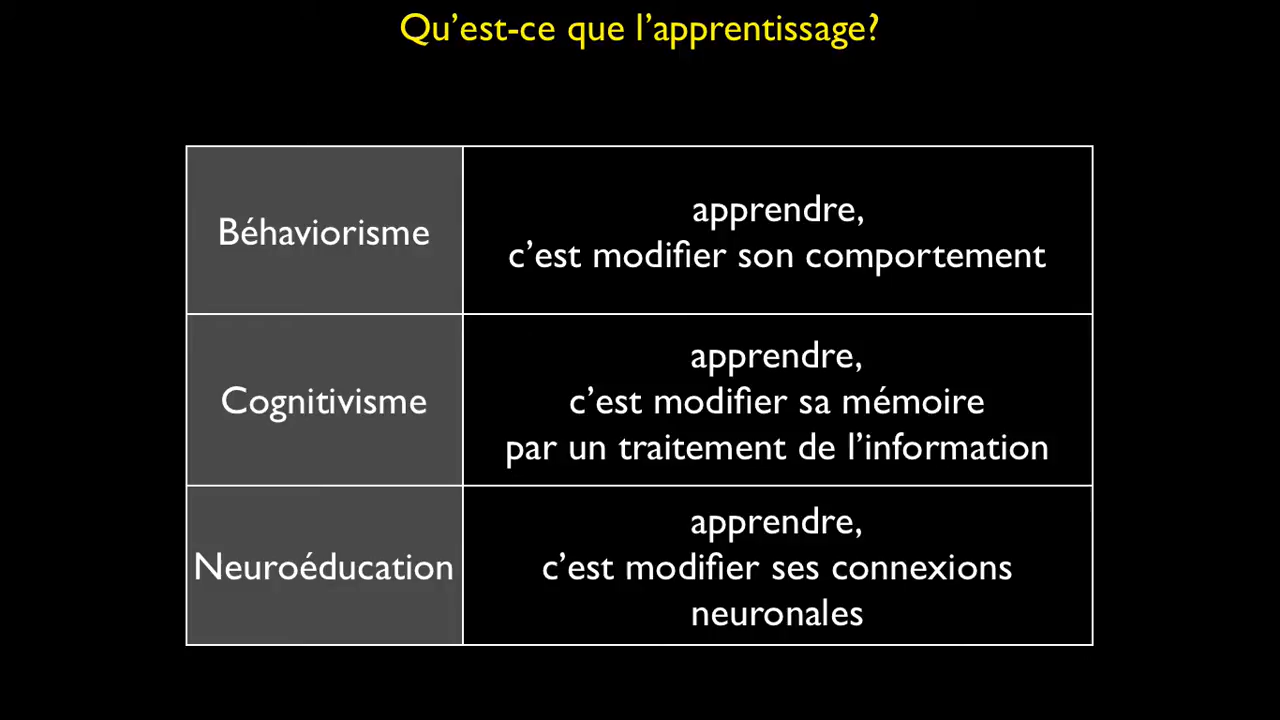 Qu’est-ce que l’apprentissage?
Béhaviorisme
apprendre,
c’est modifier son comportement
Cognitivisme
apprendre,
c’est modifier sa mémoire
par un traitement de l’information
Neuroéducation
apprendre,
c’est modifier ses connexions
neuronales